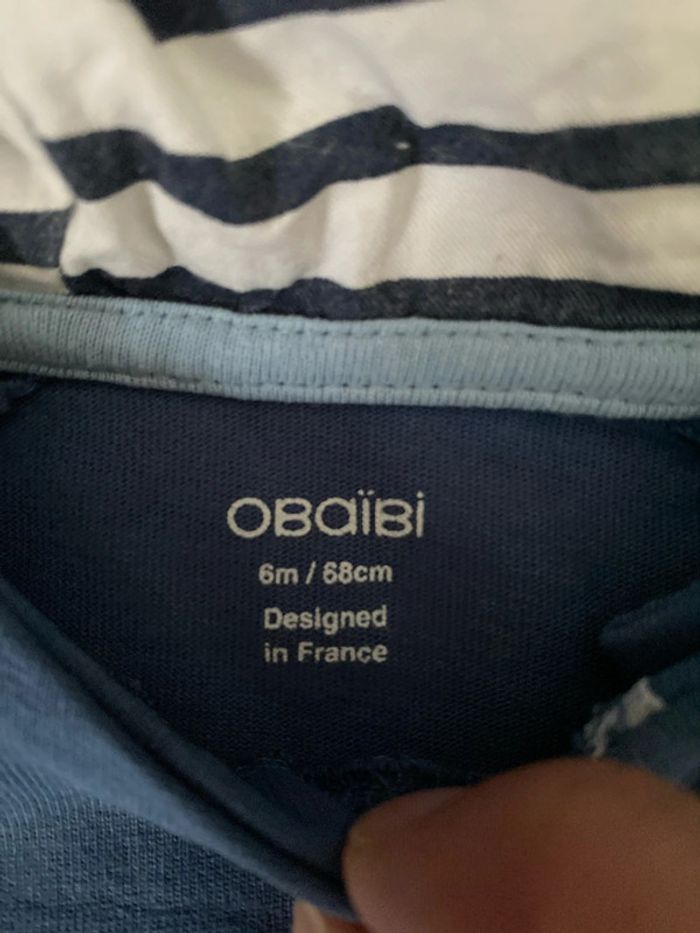 OBaïBi
6m / 68cm
Designed
in France